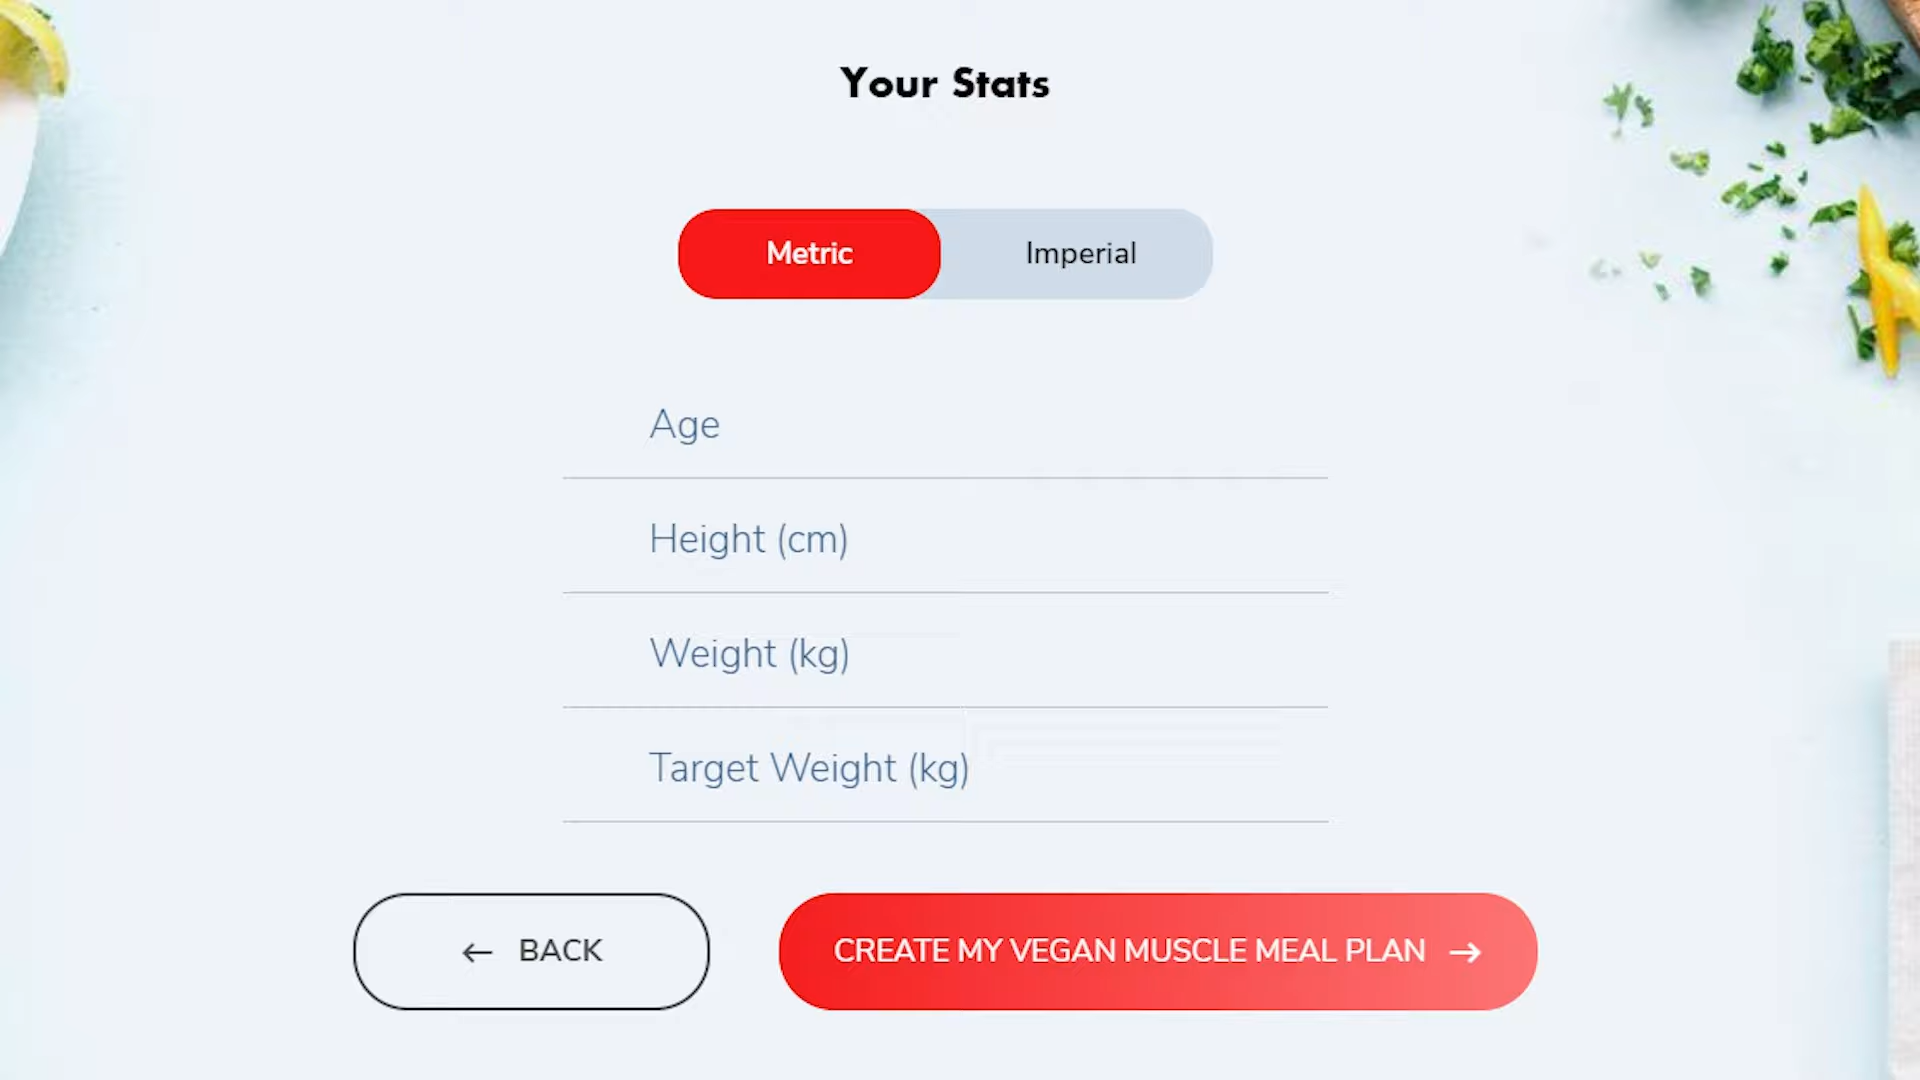 Your Stats
Metric
Imperial
Age
Height (cm)
Weight (kg)
Target Weight (kg)
← BACK
CREATE MY VEGAN MUSCLE MEAL PLAN →